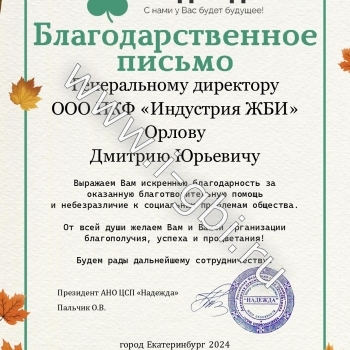 С нами у Вас будет будущее!
Благодарственное
письмо
Генеральному директору
ООО ПКФ «Индустрия ЖБИ»
Орлову
Дмитрию Юрьевичу
Выражаем Вам искреннюю благодарность за
оказанную благотворительную помощь
и небезразличие к социальным проблемам общества.
От всей души желаем Вам и Вашей организации
благополучия, успеха и процветания!
Будем рады дальнейшему сотрудничеству!
Президент АНО ЦСП «Надежда»
Пальчик О.В.
"НАДЕЖДА"
город Екатеринбург 2024
www.i-gbi.ru